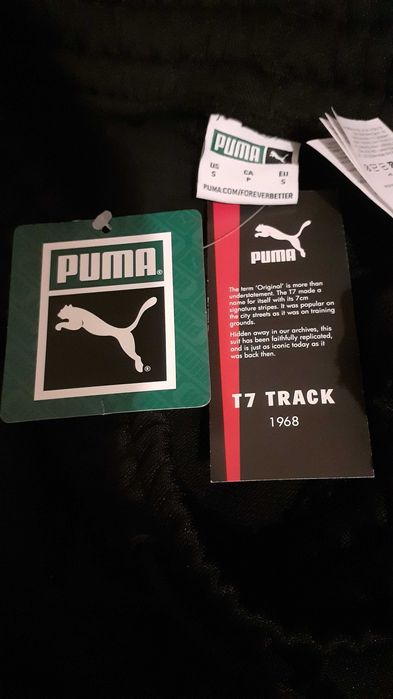 PUMA
US CA EU
S P S
PUMA.COM/FOREVERBETTER
PUMA®
®
PUMA
The term 'Original' is more than
understatement. The T7 made a
name for itself with its 7cm
signature stripes. It was popular on
the city streets as it was on training
grounds.
Hidden away in our archives, this
suit has been faithfully replicated,
and is just as iconic today as it
was back then.
T7 TRACK
1968